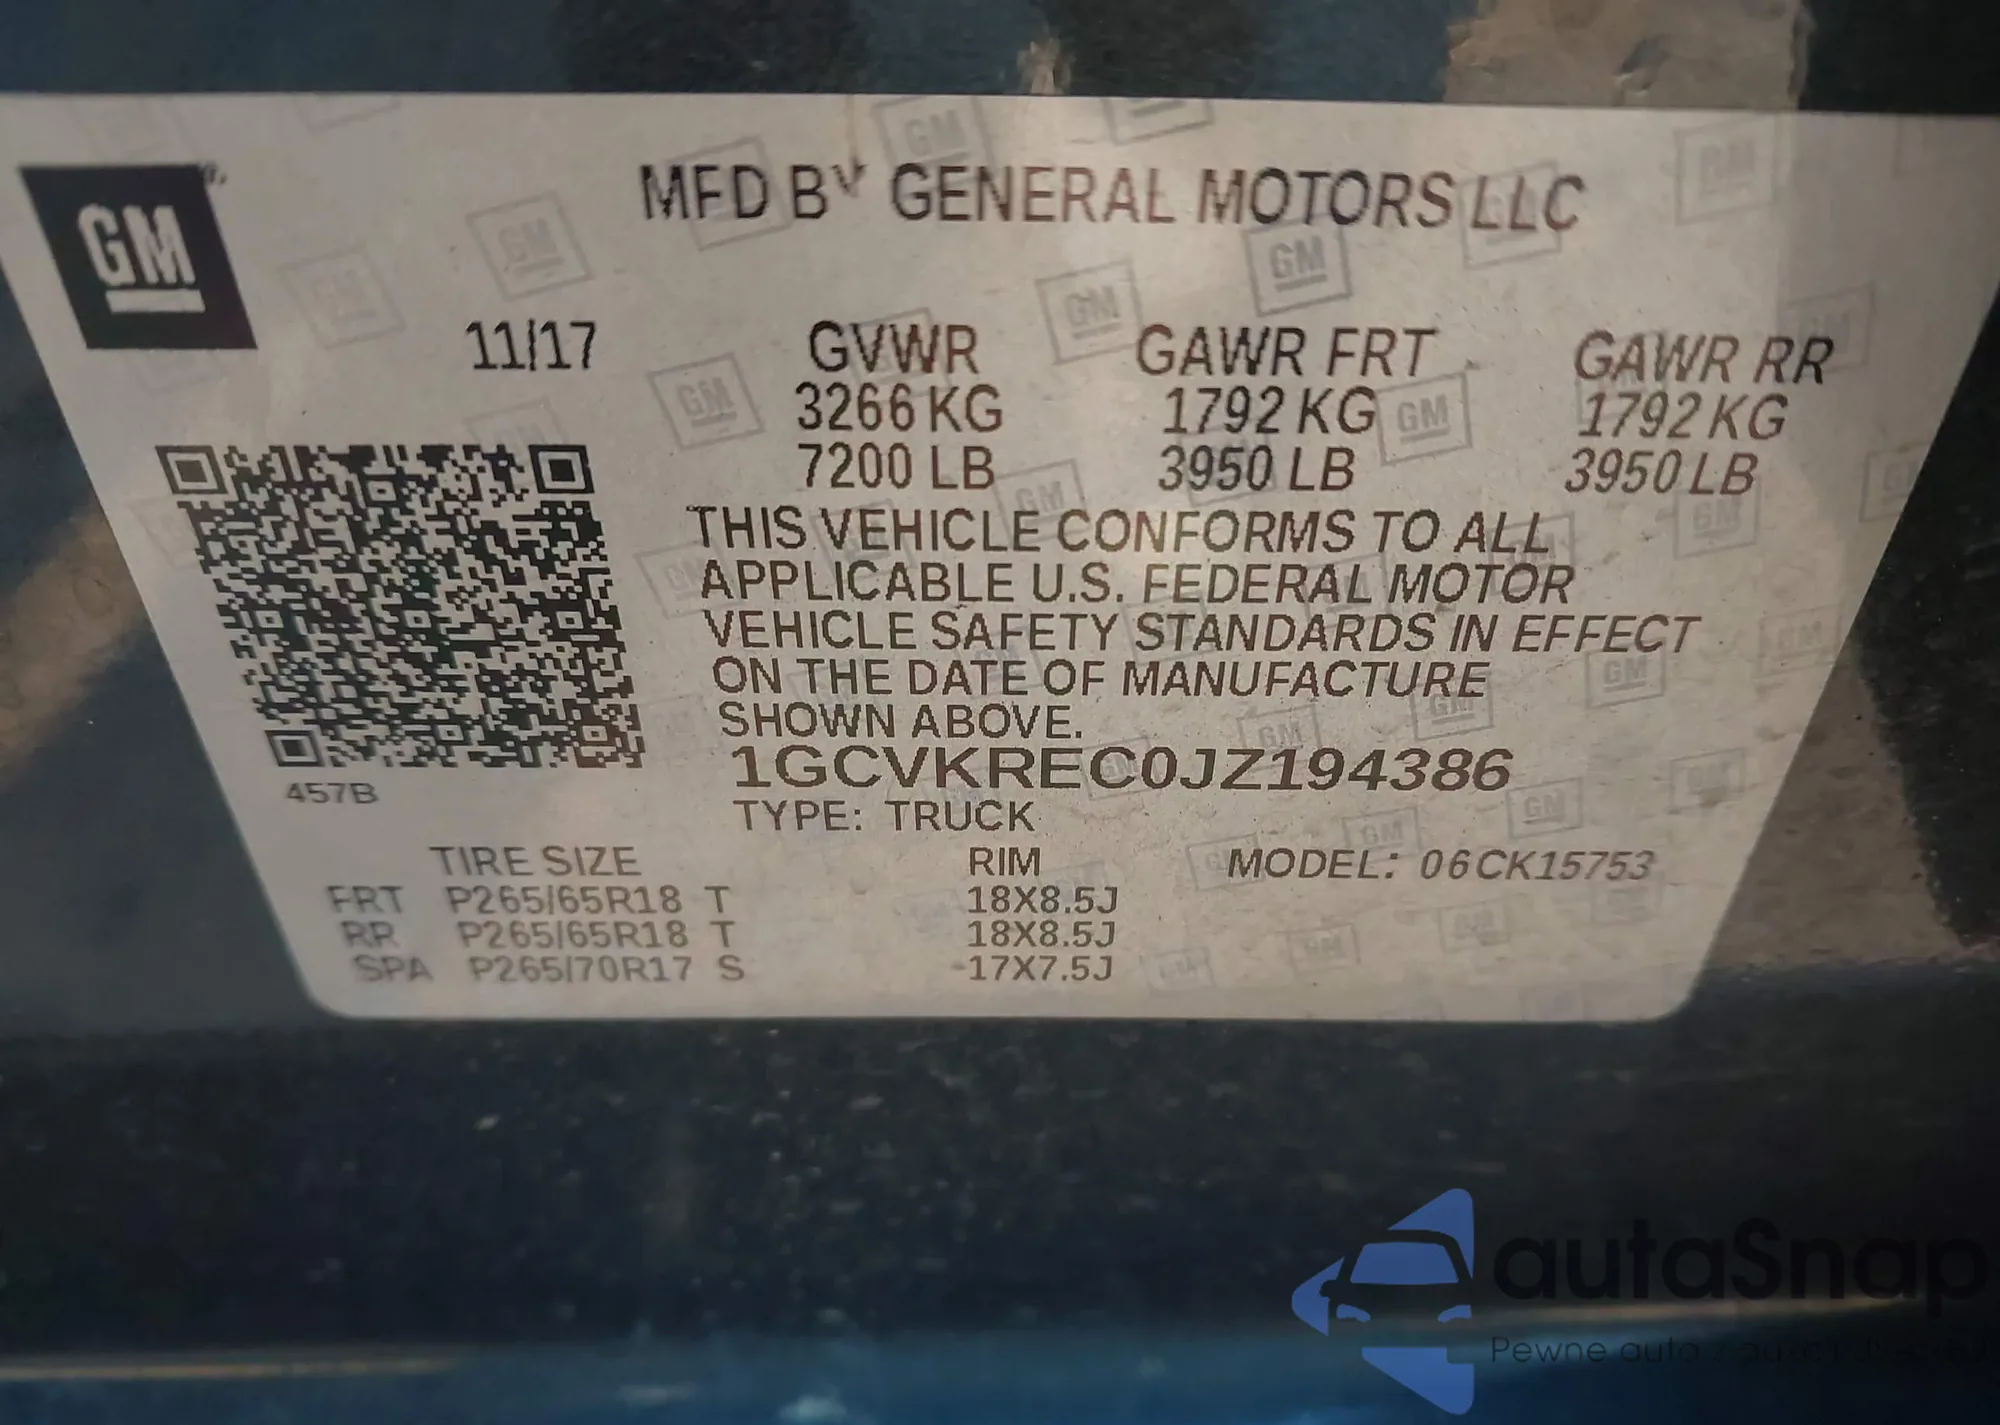 GM
MFD BY GENERAL MOTORS LLC
11/17 GVWR GAWR FRT GAWR RR
3266 KG 1792 KG 1792 KG
7200 LB 3950 LB 3950 LB
THIS VEHICLE CONFORMS TO ALL
APPLICABLE U.S. FEDERAL MOTOR
VEHICLE SAFETY STANDARDS IN EFFECT
ON THE DATE OF MANUFACTURE
SHOWN ABOVE.
1GCVKREC0JZ194386
457B
TYPE: TRUCK
TIRE SIZE RIM MODEL: 06CK15753
FRT P265/65R18 T 18X8.5J
RR P265/65R18 T 18X8.5J
SPA P265/70R17 S 17X7.5J
autaSnap
Pewne auta z